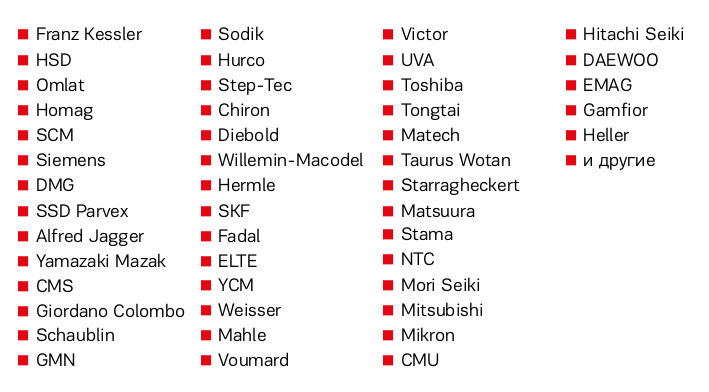 Franz Kessler
HSD
Omlat
Homag
SCM
Siemens
DMG
SSD Parvex
Alfred Jagger
Yamazaki Mazak
CMS
Giordano Colombo
Schaublin
GMN
Sodik
Hurco
Step-Tec
Chiron
Diebold
Willemin-Macodel
Hermle
SKF
Fadal
ELTE
YCM
Weisser
Mahle
Voumard
Victor
UVA
Toshiba
Tongtai
Matech
Taurus Wotan
Starragheckert
Matsuura
Stama
NTC
Mori Seiki
Mitsubishi
Mikron
CMU
Hitachi Seiki
DAEWOO
EMAG
Gamfior
Heller
и другие